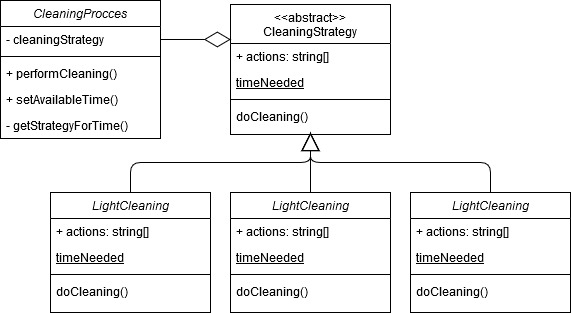 CleaningProcces
- cleaningStrategy
+ performCleaning()
+ setAvailableTime()
- getStrategyForTime()
<<abstract>>
CleaningStrategy
+ actions: string[]
timeNeeded
doCleaning()
LightCleaning
+ actions: string[]
timeNeeded
doCleaning()
LightCleaning
+ actions: string[]
timeNeeded
doCleaning()
LightCleaning
+ actions: string[]
timeNeeded
doCleaning()